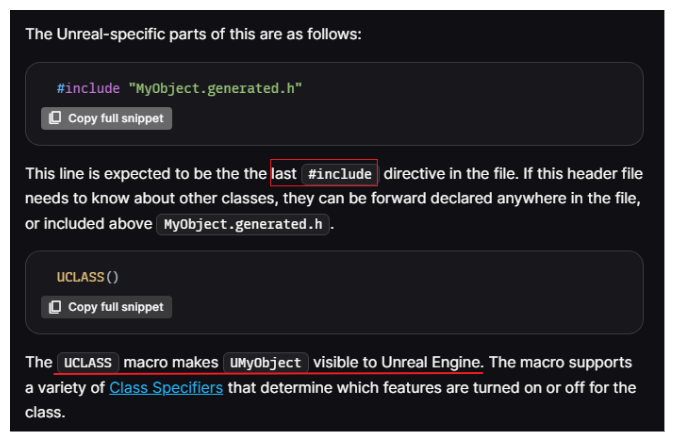 The Unreal-specific parts of this are as follows:
#include "MyObject.generated.h"
Copy full snippet
This line is expected to be the the last #include directive in the file. If this header file
needs to know about other classes, they can be forward declared anywhere in the file,
or included above MyObject.generated.h.
UCLASS()
Copy full snippet
The UCLASS macro makes UMyObject visible to Unreal Engine. The macro supports
a variety of Class Specifiers that determine which features are turned on or off for the
class.